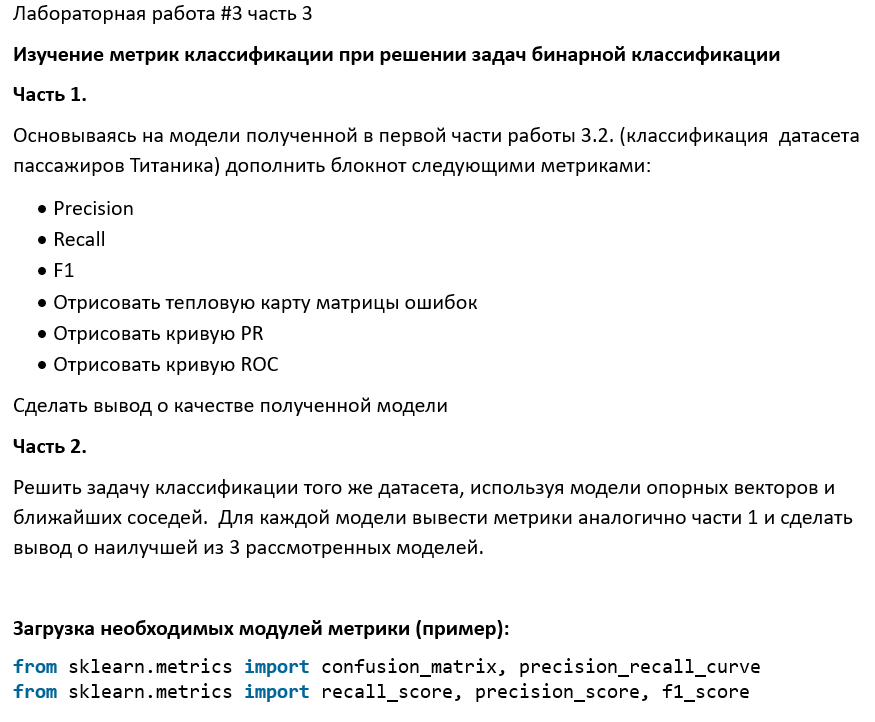 Лабораторная работа #3 часть 3
Изучение метрик классификации при решении задач бинарной классификации
Часть 1.
Основываясь на модели полученной в первой части работы 3.2. (классификация  датасета
пассажиров Титаника) дополнить блокнот следующими метриками:
• Precision
• Recall
• F1
• Отрисовать тепловую карту матрицы ошибок
• Отрисовать кривую PR
• Отрисовать кривую ROC
Сделать вывод о качестве полученной модели
Часть 2.
Решить задачу классификации того же датасета, используя модели опорных векторов и
ближайших соседей.  Для каждой модели вывести метрики аналогично части 1 и сделать
вывод о наилучшей из 3 рассмотренных моделей.
Загрузка необходимых модулей метрики (пример):
from sklearn.metrics import confusion_matrix, precision_recall_curve
from sklearn.metrics import recall_score, precision_score, f1_score